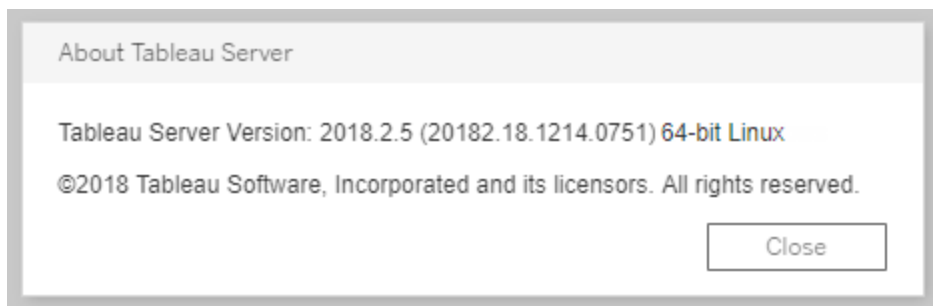 About Tableau Server
Tableau Server Version: 2018.2.5 (20182.18.1214.0751) 64-bit Linux
©2018 Tableau Software, Incorporated and its licensors. All rights reserved.
Close